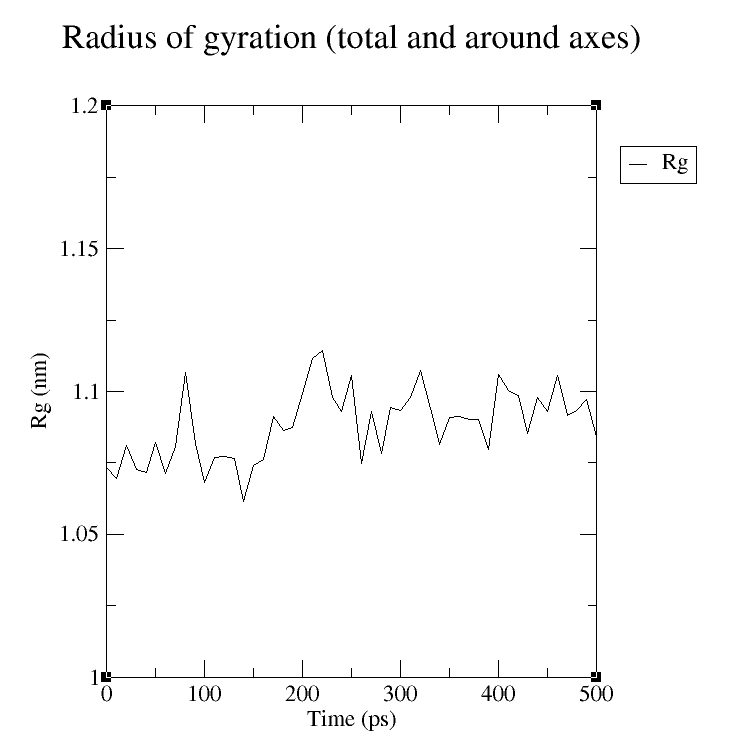 Radius of gyration (total and around axes)
1.2
Rg
1.15
1.1
Rg (nm)
1.05
1
0 100 200 300 400 500
Time (ps)